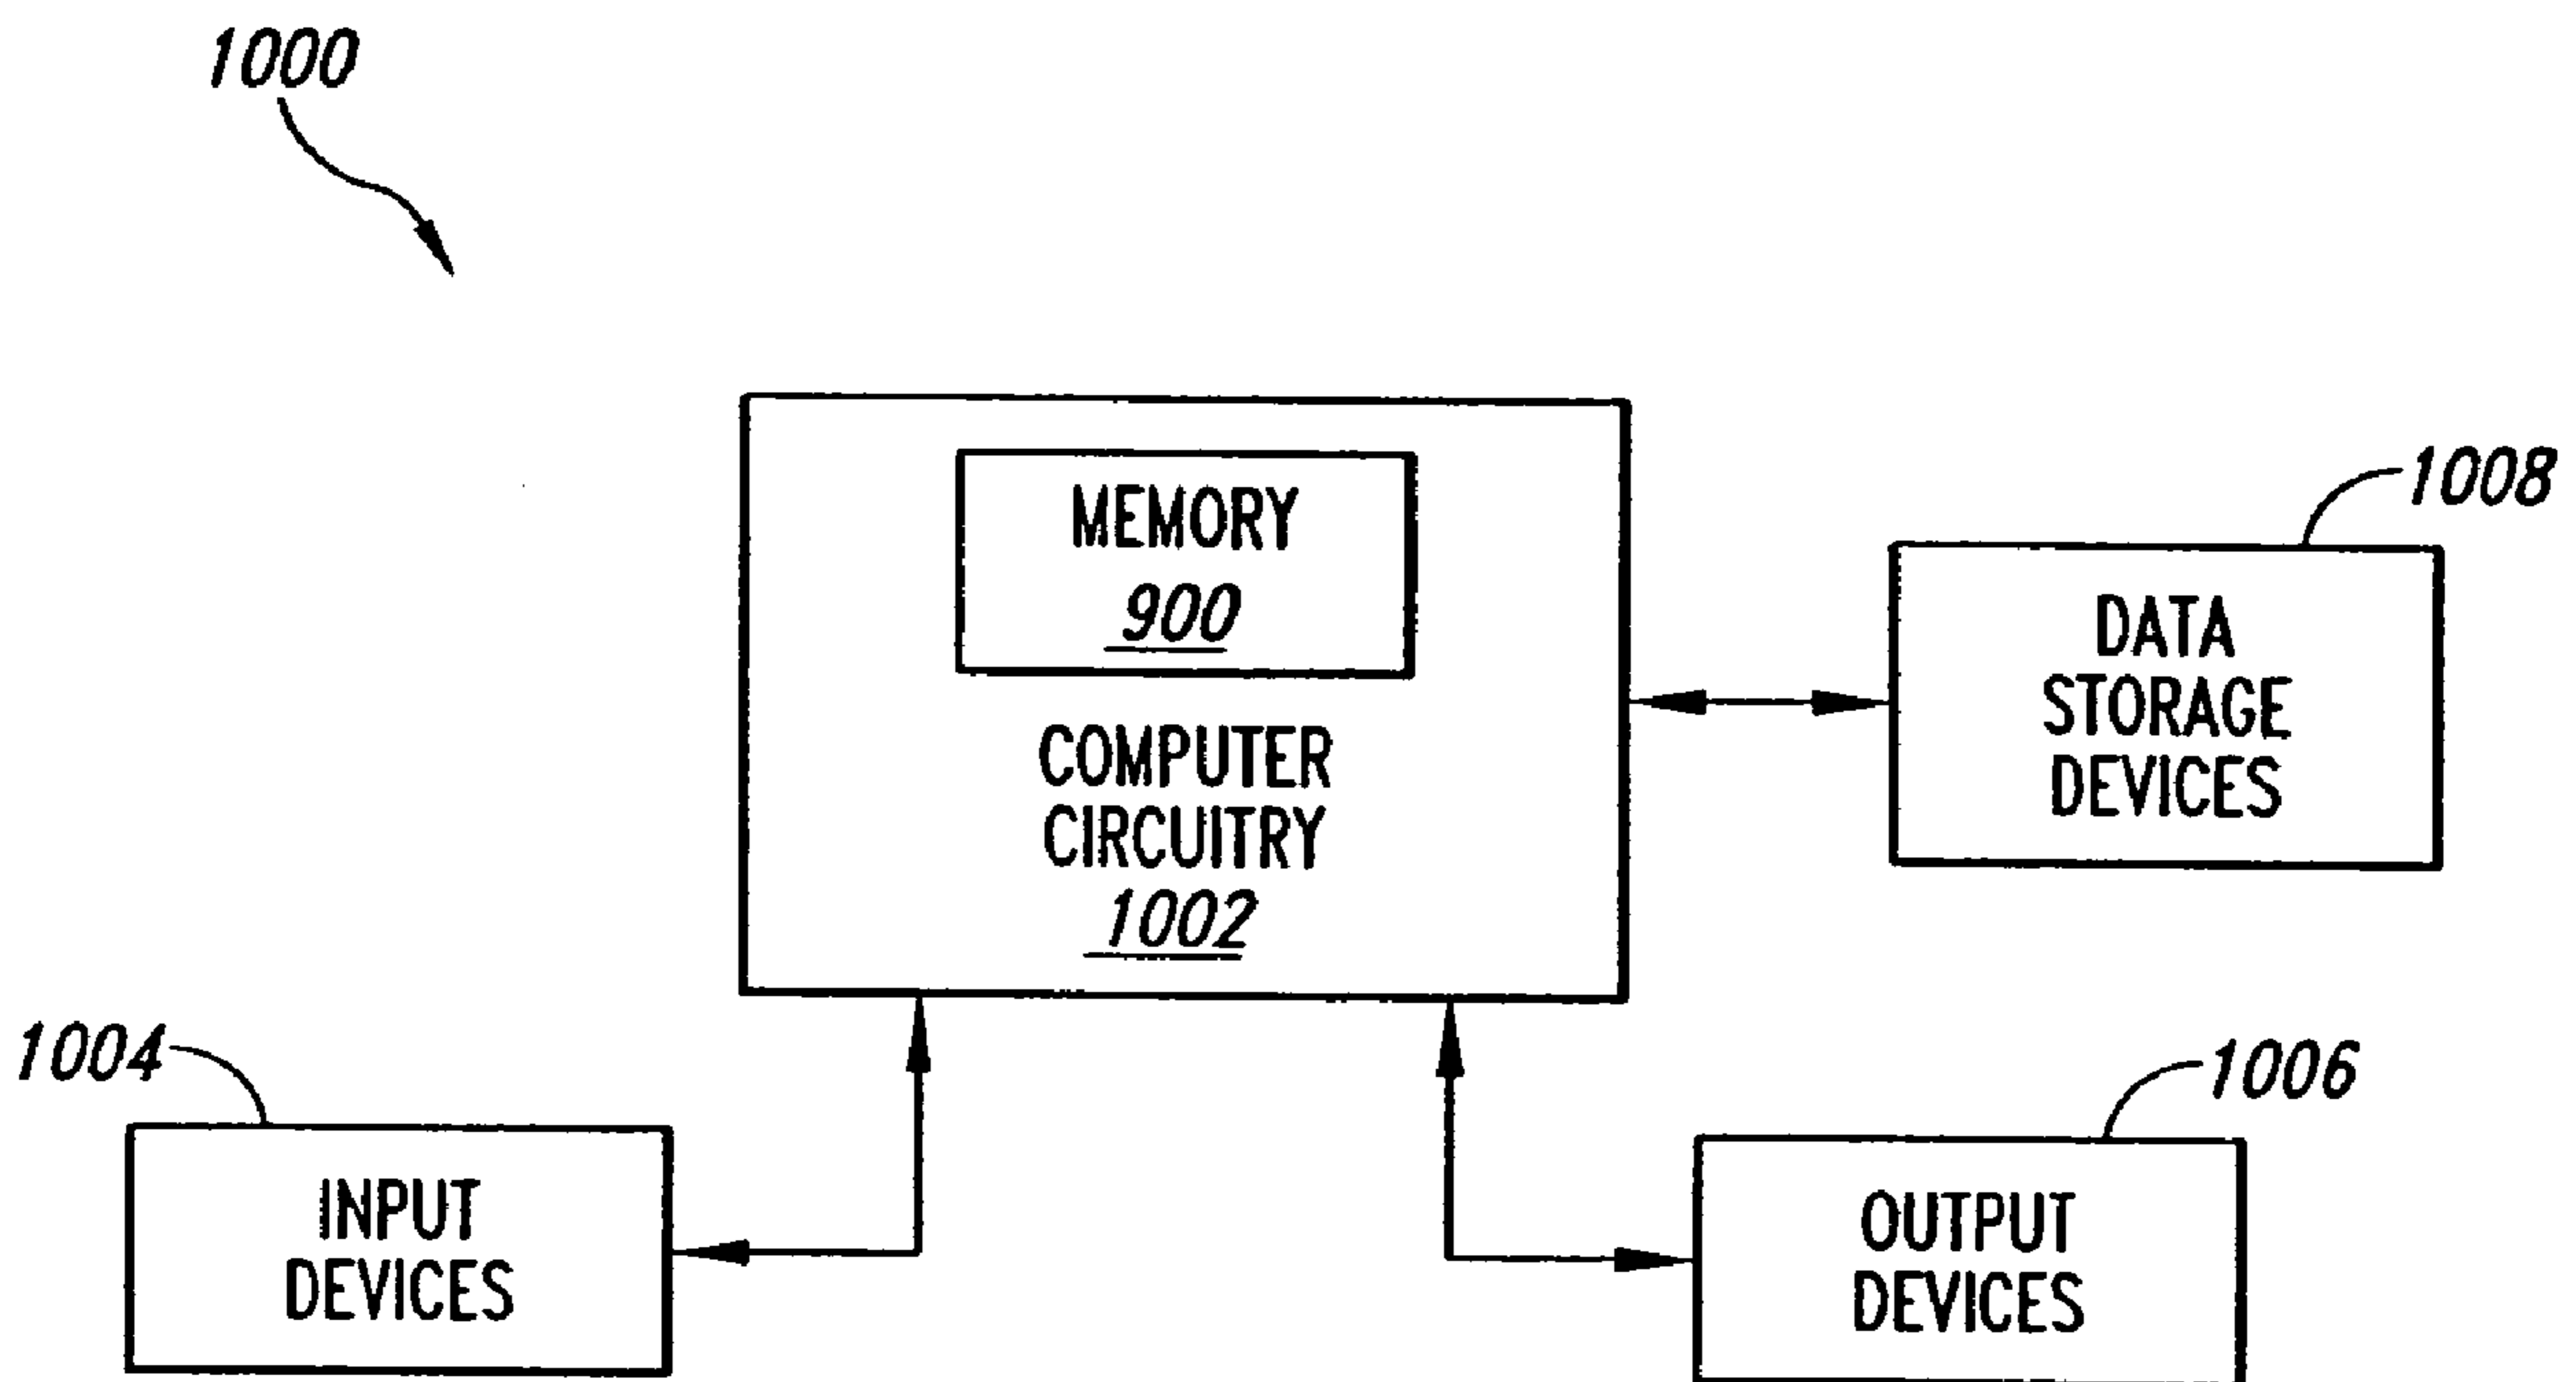 1000
MEMORY
900
COMPUTER
CIRCUITRY
1002
1008
DATA
STORAGE
DEVICES
1004
INPUT
DEVICES
1006
OUTPUT
DEVICES